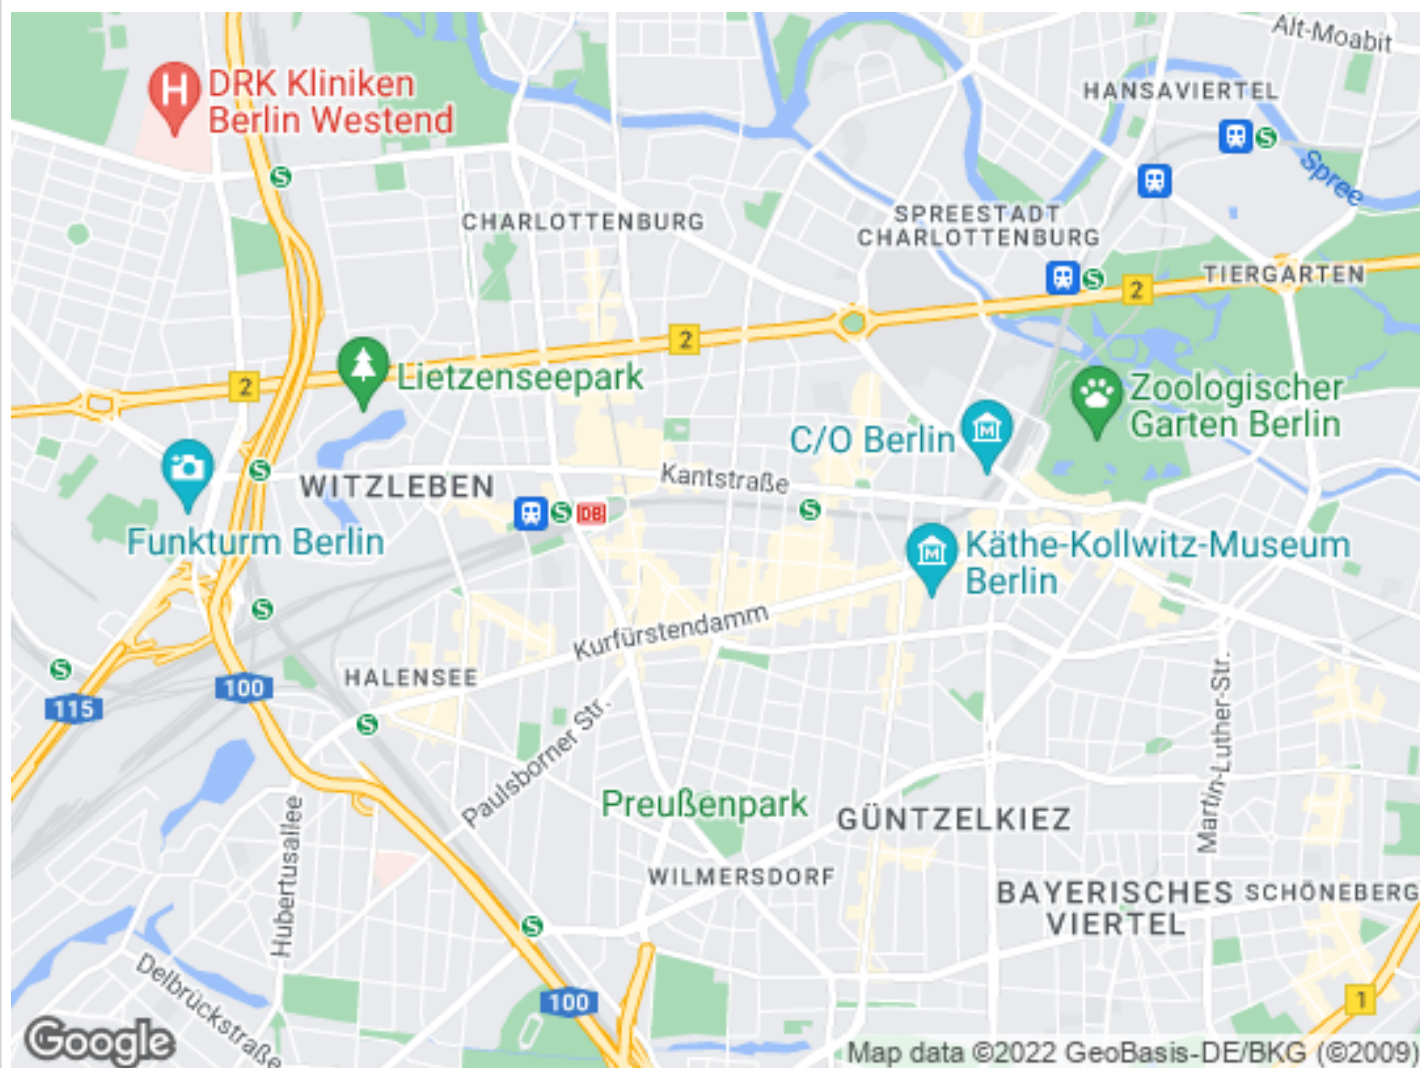 Alt-Moabit
DRK Kliniken
Berlin Westend
H
HANSAVIERTEL
S
S
Spree
CHARLOTTENBURG
SPREESTADT
CHARLOTTENBURG
TIERGARTEN
S
2
2
2
Lietzenseepark
Zoologischer
Garten Berlin
C/O Berlin
M
S
WITZLEBEN
Kantstraße
S
DB
S
Funkturm Berlin
M
Käthe-Kollwitz-Museum
Berlin
S
Kurfürstendamm
S
HALENSEE
100
115
S
Paulsborner Str.
Martin-Luther-Str.
Hubertusallee
Preußenpark
GÜNTZELKIEZ
WILMERSDORF
BAYERISCHES
VIERTEL
SCHÖNEBERG
S
Delbrückstraße
100
1
Google
Map data ©2022 GeoBasis-DE/BKG (©2009)